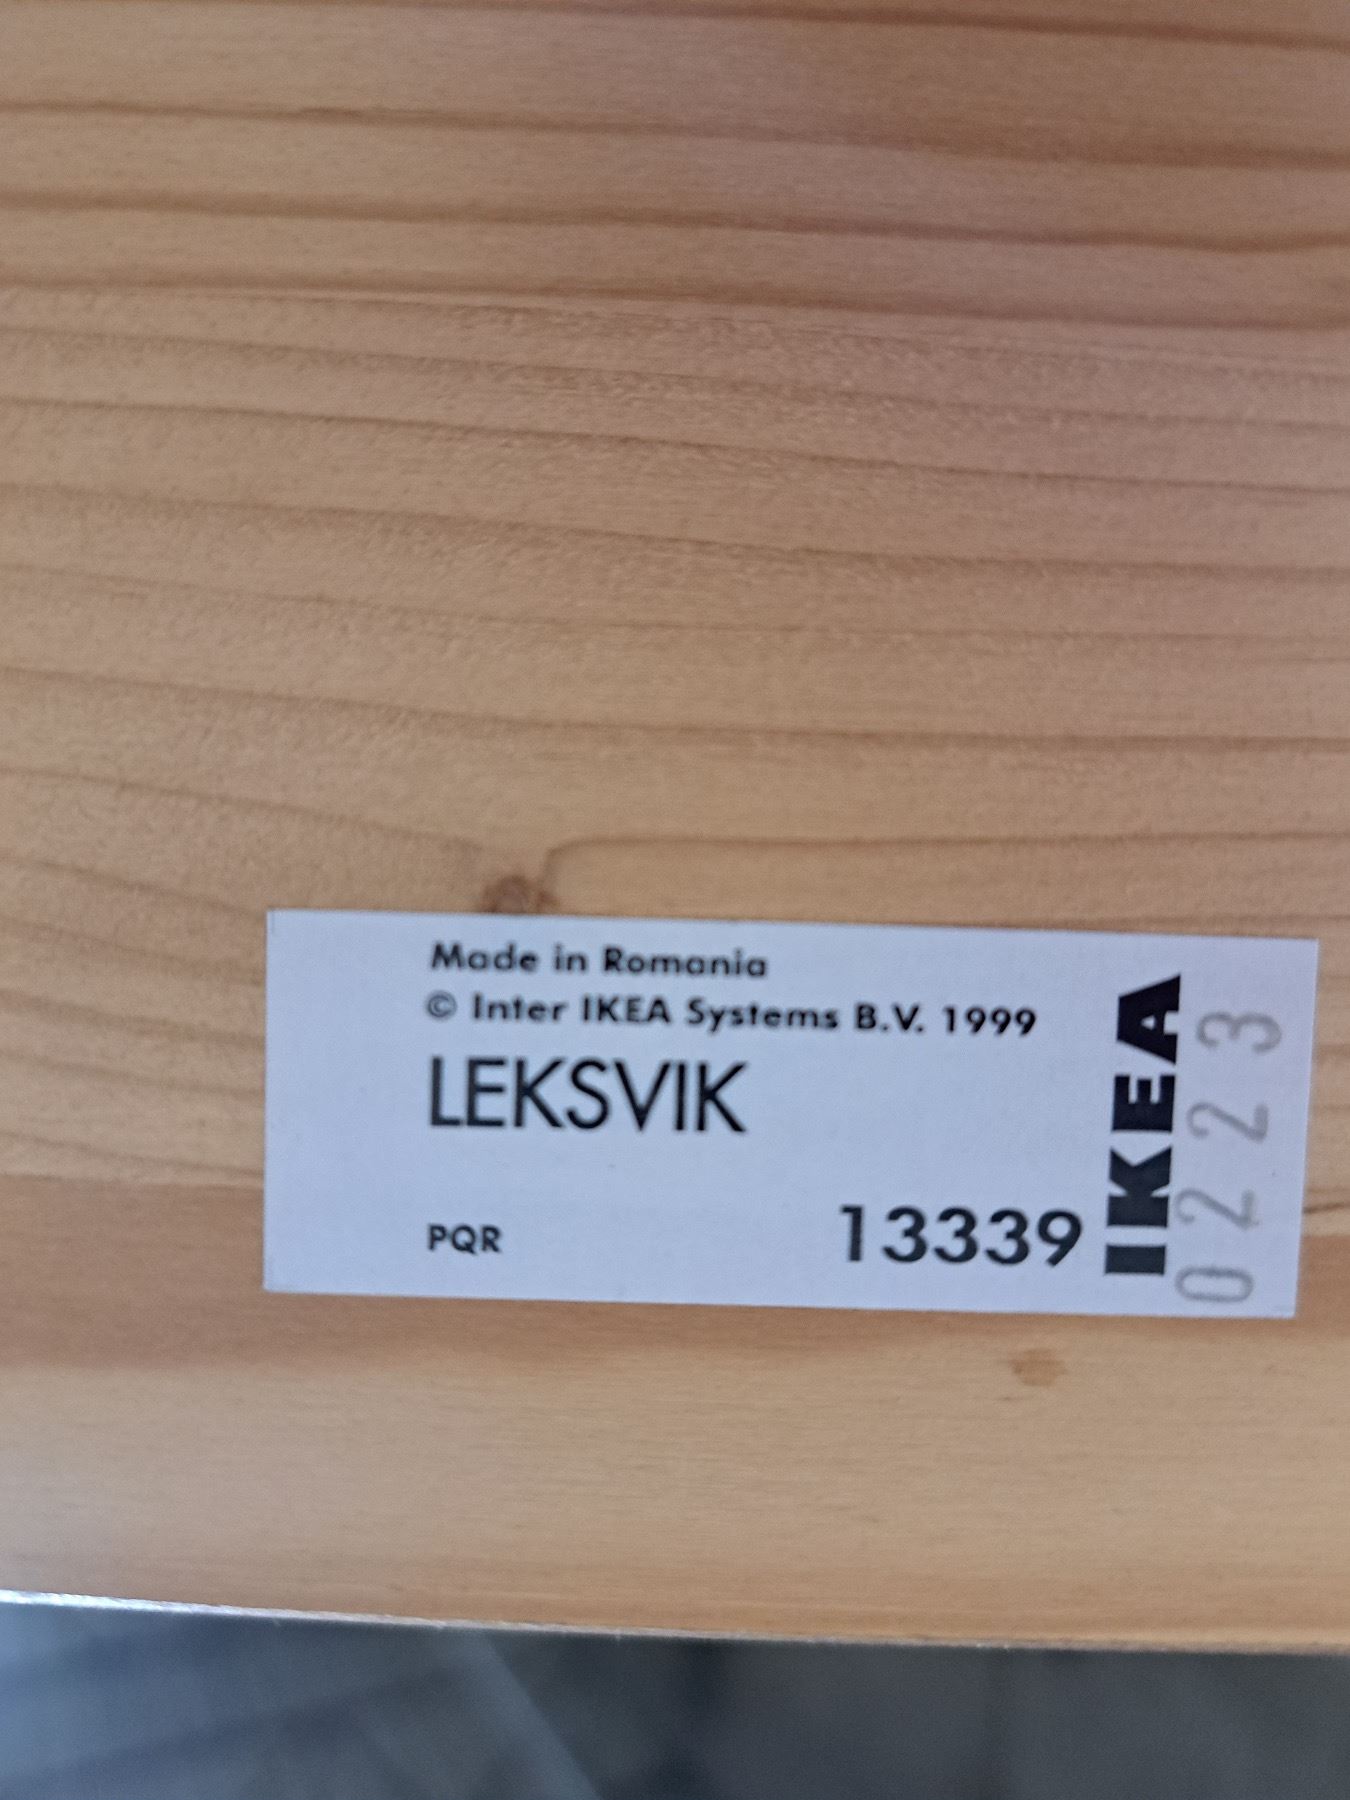 Made in Romania
© Inter IKEA Systems B.V. 1999
LEKSVIK
PQR
13339
IKEA
0223